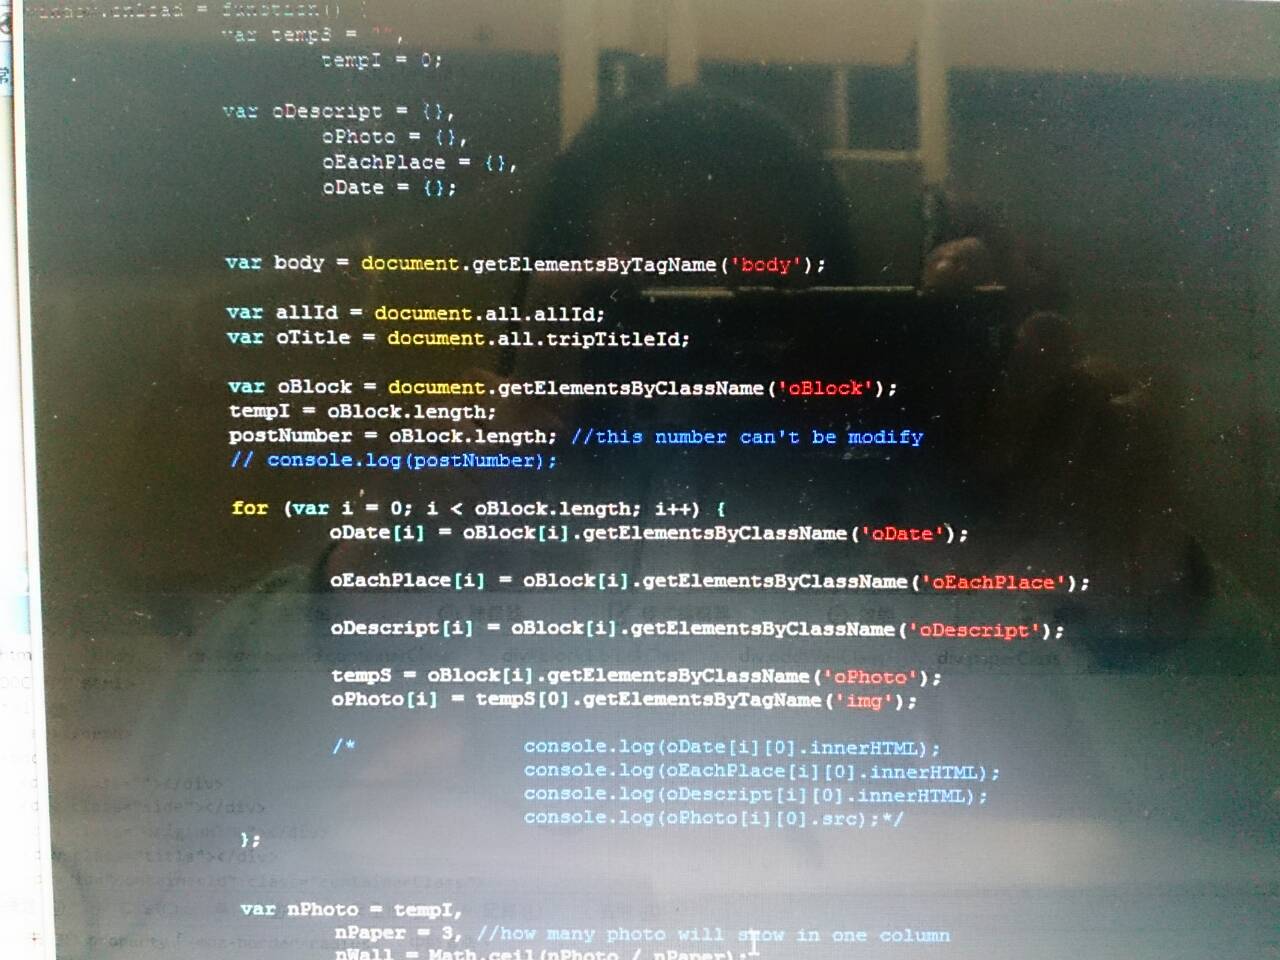 window.onload = function() {
var tempS = "",
tempI = 0;
var oDescript = {},
oPhoto = {},
oEachPlace = {},
oDate = {};
var body = document.getElementsByTagName('body');
var allId = document.all.allId;
var oTitle = document.all.tripTitleId;
var oBlock = document.getElementsByClassName('oBlock');
tempI = oBlock.length;
postNumber = oBlock.length; //this number can't be modify
// console.log(postNumber);
for (var i = 0; i < oBlock.length; i++) {
oDate[i] = oBlock[i].getElementsByClassName('oDate');
oEachPlace[i] = oBlock[i].getElementsByClassName('oEachPlace');
oDescript[i] = oBlock[i].getElementsByClassName('oDescript');
tempS = oBlock[i].getElementsByClassName('oPhoto');
oPhoto[i] = tempS[0].getElementsByTagName('img');
/* console.log(oDate[i][0].innerHTML);
console.log(oEachPlace[i][0].innerHTML);
console.log(oDescript[i][0].innerHTML);
console.log(oPhoto[i][0].src);*/
};
var nPhoto = tempI,
nPaper = 3, //how many photo will show in one column
nWall = Math.ceil(nPhoto / nPaper);